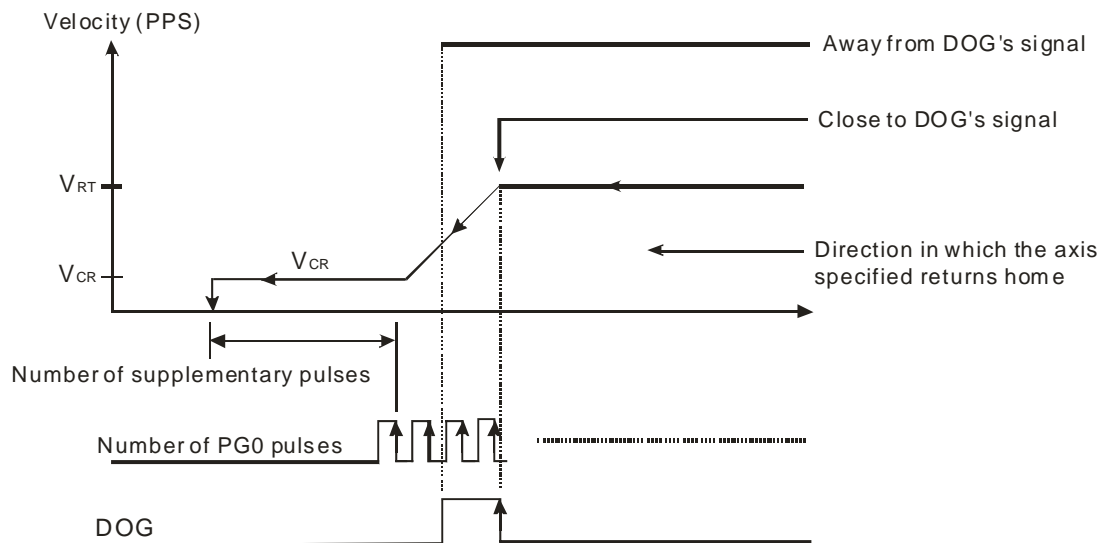 Velocity (PPS)
Away from DOG's signal
Close to DOG's signal
VRT
Direction in which the axis
specified returns home
VCR
VCR
Number of supplementary pulses
Number of PG0 pulses
DOG